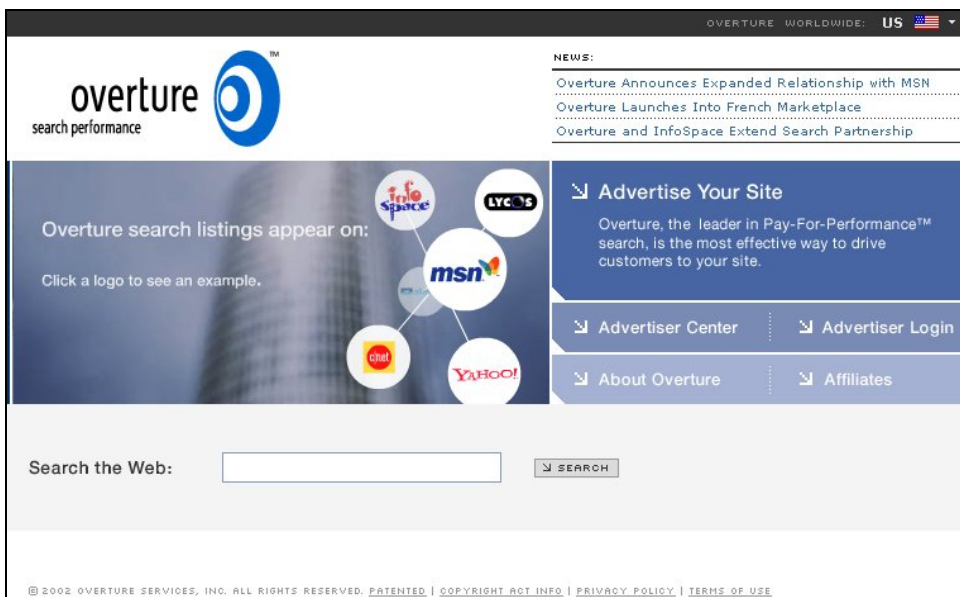 OVERTURE WORLDWIDE: US
overture TM
search performance
NEWS:
Overture Announces Expanded Relationship with MSN
Overture Launches Into French Marketplace
Overture and InfoSpace Extend Search Partnership
Overture search listings appear on:
Click a logo to see an example.
info
space
LYCOS
msn
c|net
YAHOO!
Advertise Your Site
Overture, the leader in Pay-For-Performance™
search, is the most effective way to drive
customers to your site.
Advertiser Center
Advertiser Login
About Overture
Affiliates
Search the Web:
SEARCH
© 2002 OVERTURE SERVICES, INC. ALL RIGHTS RESERVED. PATENTED | COPYRIGHT ACT INFO | PRIVACY POLICY | TERMS OF USE